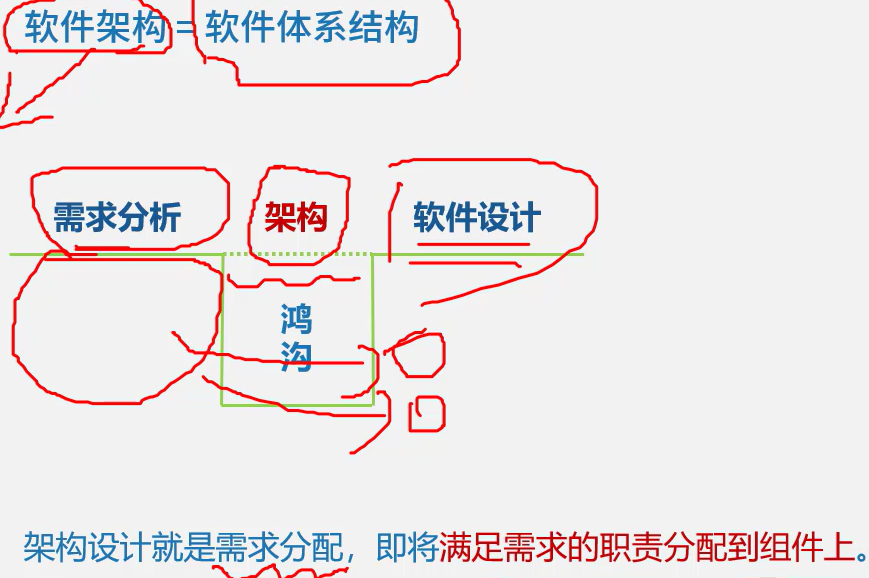 软件架构 = 软件体系结构
需求分析 架构 软件设计
鸿
沟
架构设计就是需求分配，即将满足需求的职责分配到组件上。